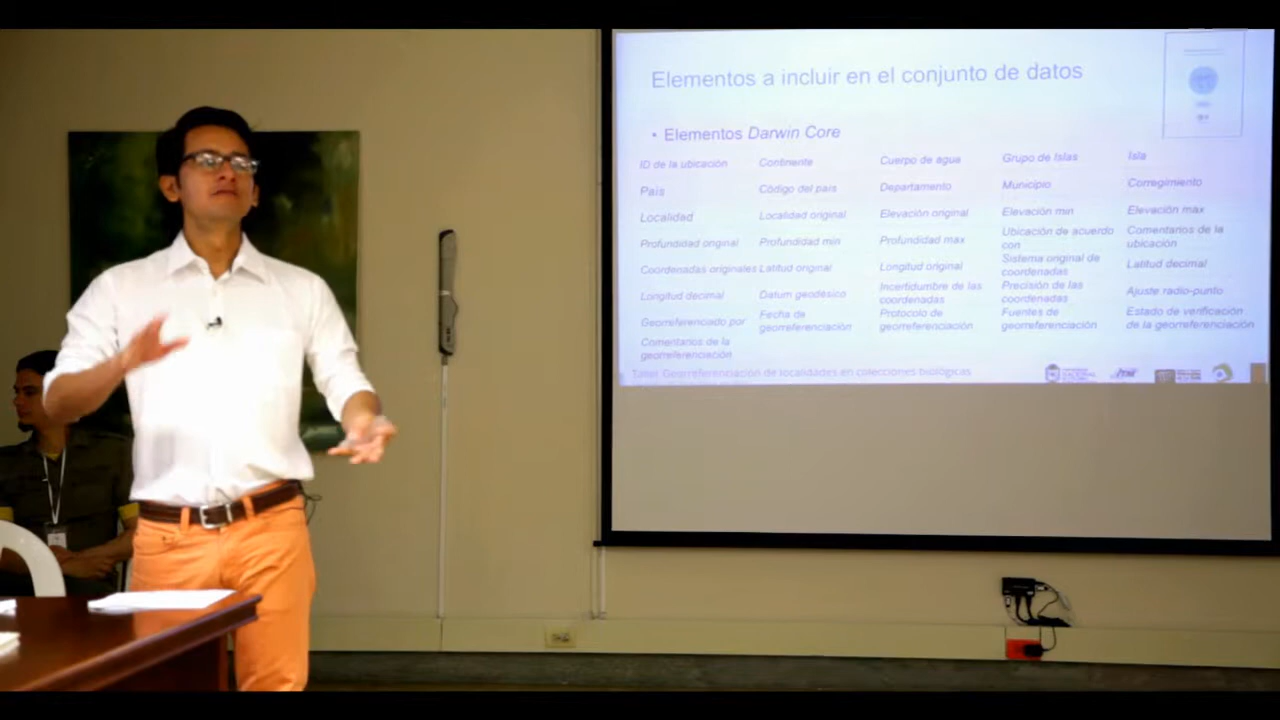 Elementos a incluir en el conjunto de datos
• Elementos Darwin Core
ID de la ubicación Continente Cuerpo de agua Grupo de Islas Isla
País Código del país Departamento Municipio Corregimiento
Localidad Localidad original Elevación original Elevación min Elevación max
Profundidad original Profundidad min Profundidad max Ubicación de acuerdo con Comentarios de la ubicación
Coordenadas originales Latitud original Longitud original Sistema original de coordenadas Latitud decimal
Longitud decimal Datum geodésico Incertidumbre de las coordenadas Precisión de las coordenadas Ajuste radio-punto
Georreferenciado por Fecha de georreferenciación Protocolo de georreferenciación Fuentes de georreferenciación Estado de verificación de la georreferenciación
Comentarios de la georreferenciación
Taller Georreferenciación de localidades en colecciones biológicas